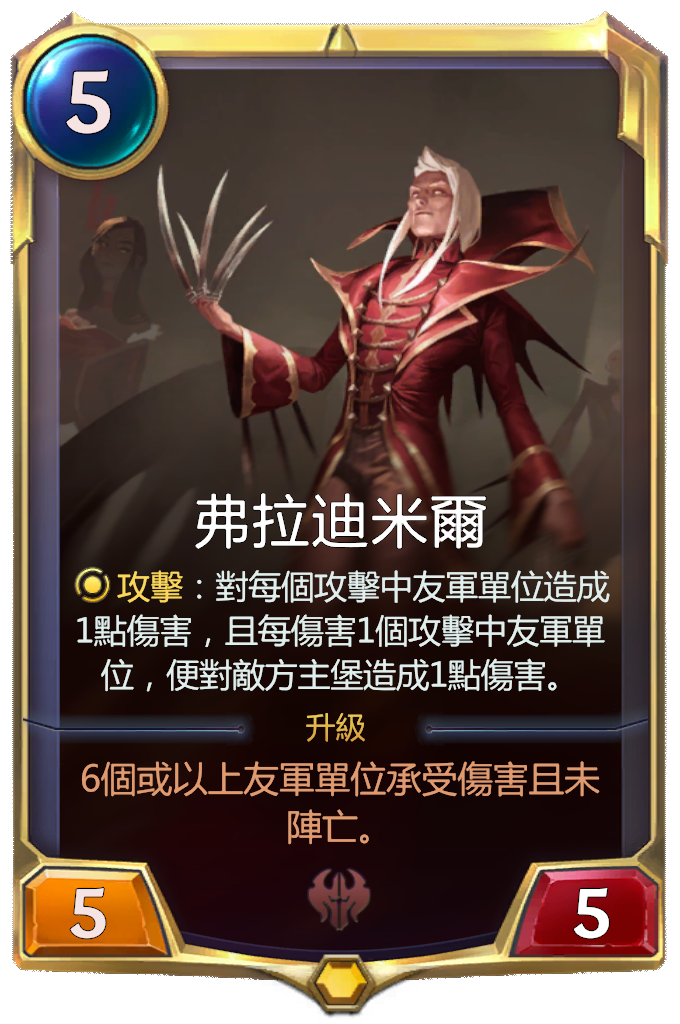 5
弗拉迪米爾
攻擊：對每個攻擊中友軍單位造成
1點傷害，且每傷害1個攻擊中友軍單
位，便對敵方主堡造成1點傷害。
升級
6個或以上友軍單位承受傷害且未
陣亡。
5
5